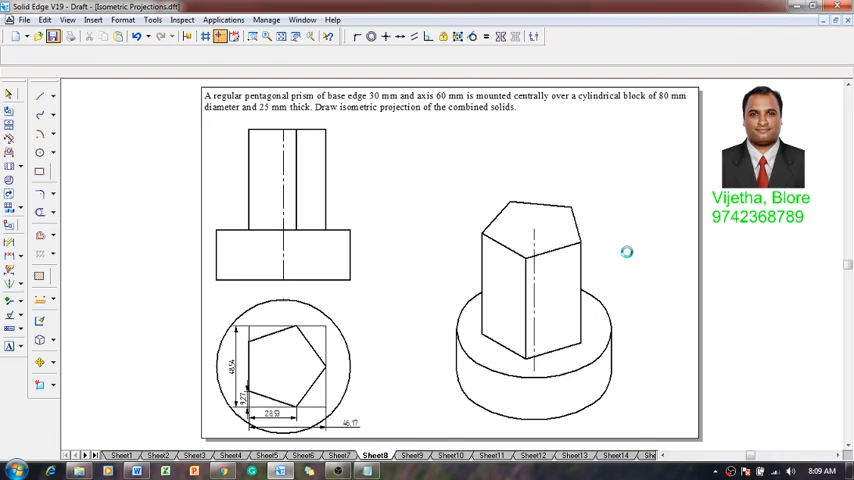 Solid Edge V19 - Draft - [Isometric Projections.dft]
File Edit View Insert Format Tools Inspect Applications Manage Window Help
A regular pentagonal prism of base edge 30 mm and axis 60 mm is mounted centrally over a cylindrical block of 80 mm
diameter and 25 mm thick. Draw isometric projection of the combined solids.
Vijetha, Blore
9742368789
48,54
9,27
28,53
46,17
Sheet1 Sheet2 Sheet3 Sheet4 Sheet5 Sheet6 Sheet7 Sheet8 Sheet9 Sheet10 Sheet11 Sheet12 Sheet13 Sheet14 She
8:09 AM